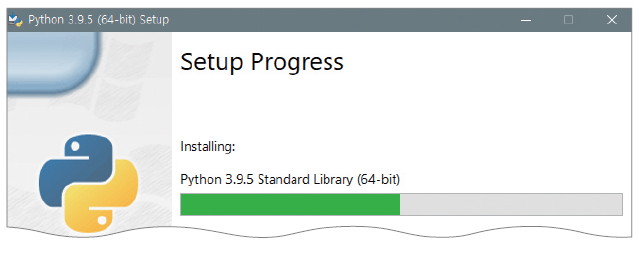 Python 3.9.5 (64-bit) Setup
Setup Progress
Installing:
Python 3.9.5 Standard Library (64-bit)